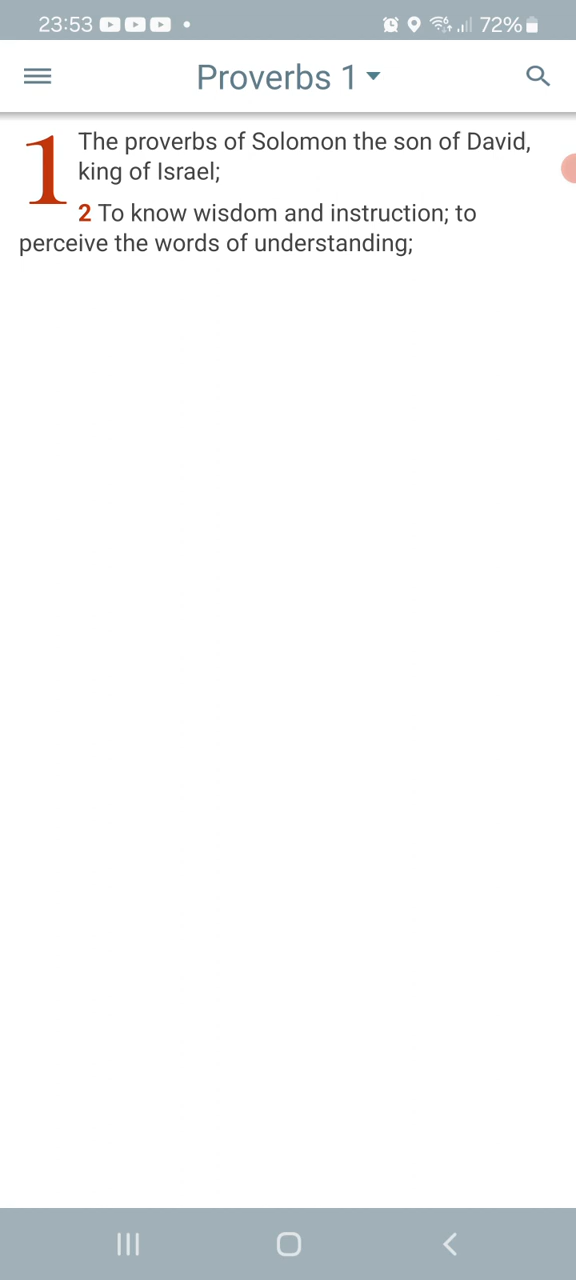 23:53 72%
Proverbs 1
1 The proverbs of Solomon the son of David,
king of Israel;
2 To know wisdom and instruction; to
perceive the words of understanding;